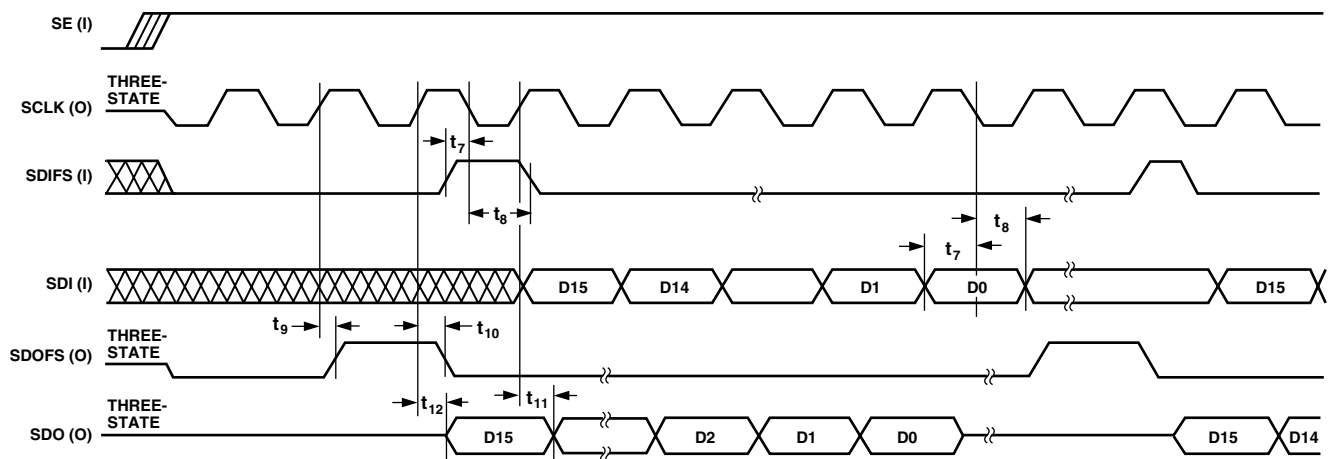 SE (I)
SCLK (O)
THREE-
STATE
t7
SDIFS (I)
t8
t8
t7
SDI (I)
D15
D14
D1
D0
D15
t9
t10
SDOFS (O)
THREE-
STATE
t12
t11
SDO (O)
THREE-
STATE
D15
D2
D1
D0
D15
D14